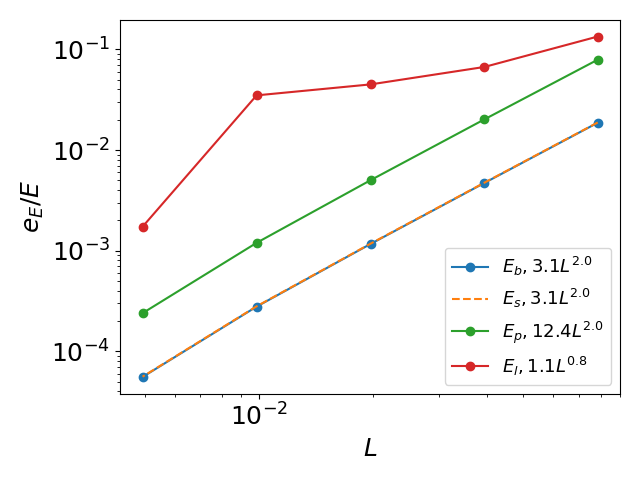 10⁻¹
10⁻²
10⁻³
10⁻⁴
e_E/E
E_b, 3.1L^{2.0}
E_s, 3.1L^{2.0}
E_p, 12.4L^{2.0}
E_l, 1.1L^{0.8}
10⁻²
L